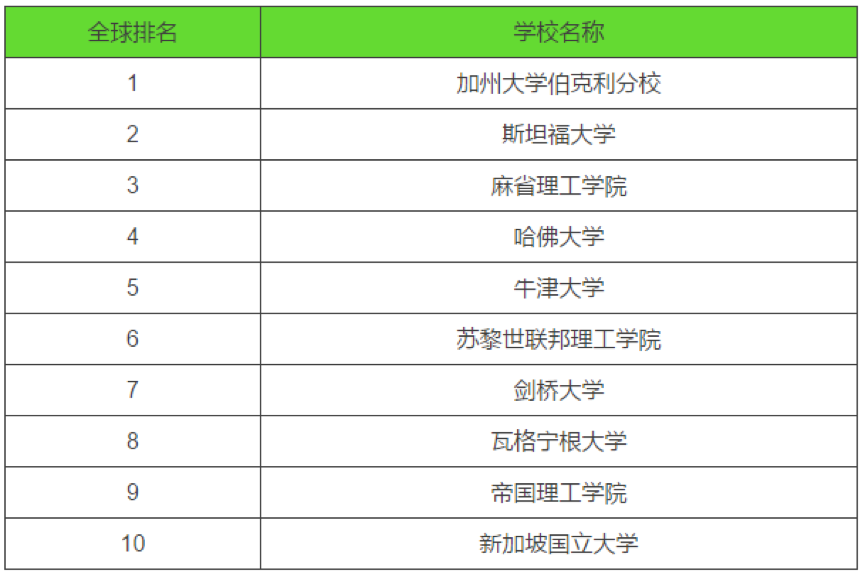 全球排名 学校名称
1 加州大学伯克利分校
2 斯坦福大学
3 麻省理工学院
4 哈佛大学
5 牛津大学
6 苏黎世联邦理工学院
7 剑桥大学
8 瓦格宁根大学
9 帝国理工学院
10 新加坡国立大学